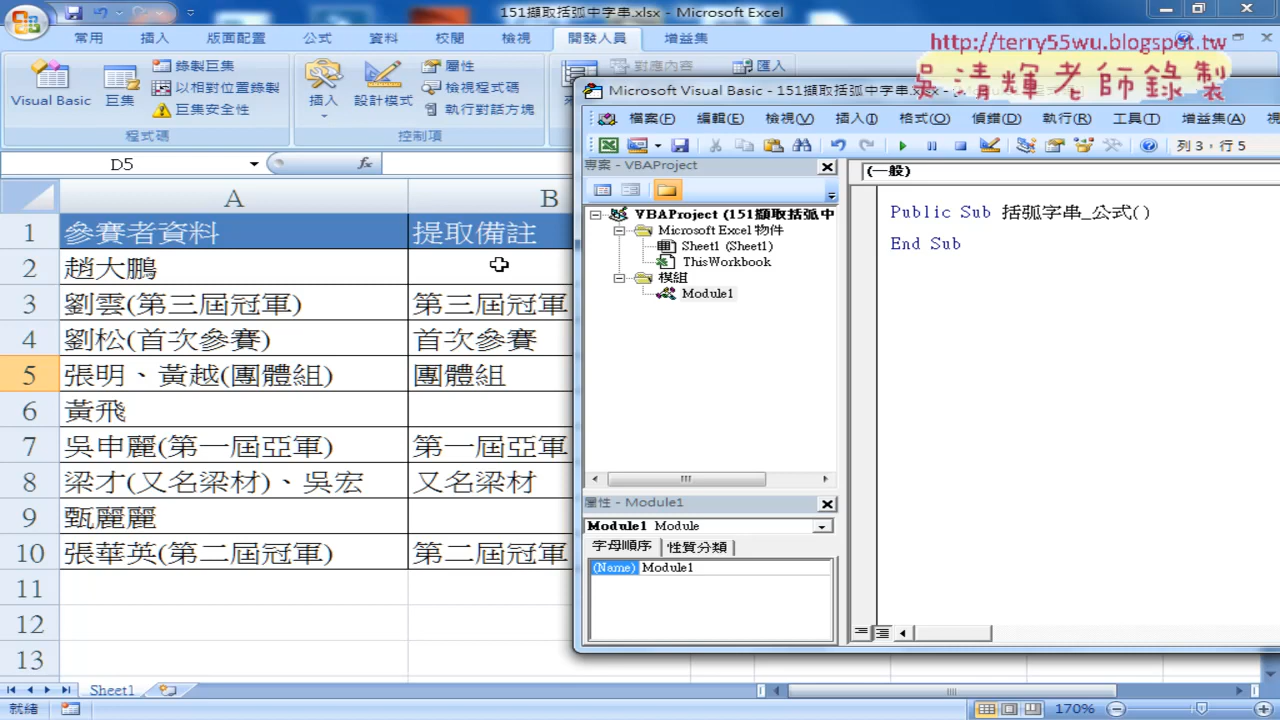 151擷取括弧中字串.xlsx - Microsoft Excel
常用 插入 版面配置 公式 資料 校閱 檢視 開發人員 增益集
http://terry55wu.blogspot.tw
吳清輝老師錄製
Visual Basic 巨集 錄製巨集 以相對位置錄製 巨集安全性
程式碼
插入 設計模式 屬性 檢視程式碼 執行對話方塊
控制項
對應內容 匯入
Microsoft Visual Basic - 151擷取括弧中字串.xlsx
檔案(F) 編輯(E) 檢視(V) 插入(I) 格式(O) 偵錯(D) 執行(R) 工具(T) 增益集(A)
列 3，行 5
D5 fx
專案 - VBAProject
(一般)
VBAProject (151擷取括弧中
Microsoft Excel 物件
Sheet1 (Sheet1)
ThisWorkbook
模組
Module1
Public Sub 括弧字串_公式()
End Sub
屬性 - Module1
Module1 Module
字母順序 性質分類
(Name) Module1
A B
1 參賽者資料 提取備註
2 趙大鵬
3 劉雲(第三屆冠軍) 第三屆冠軍
4 劉松(首次參賽) 首次參賽
5 張明、黃越(團體組) 團體組
6 黃飛
7 吳申麗(第一屆亞軍) 第一屆亞軍
8 梁才(又名梁材)、吳宏 又名梁材
9 甄麗麗
10 張華英(第二屆冠軍) 第二屆冠軍
11
12
13
Sheet1
就緒 170%